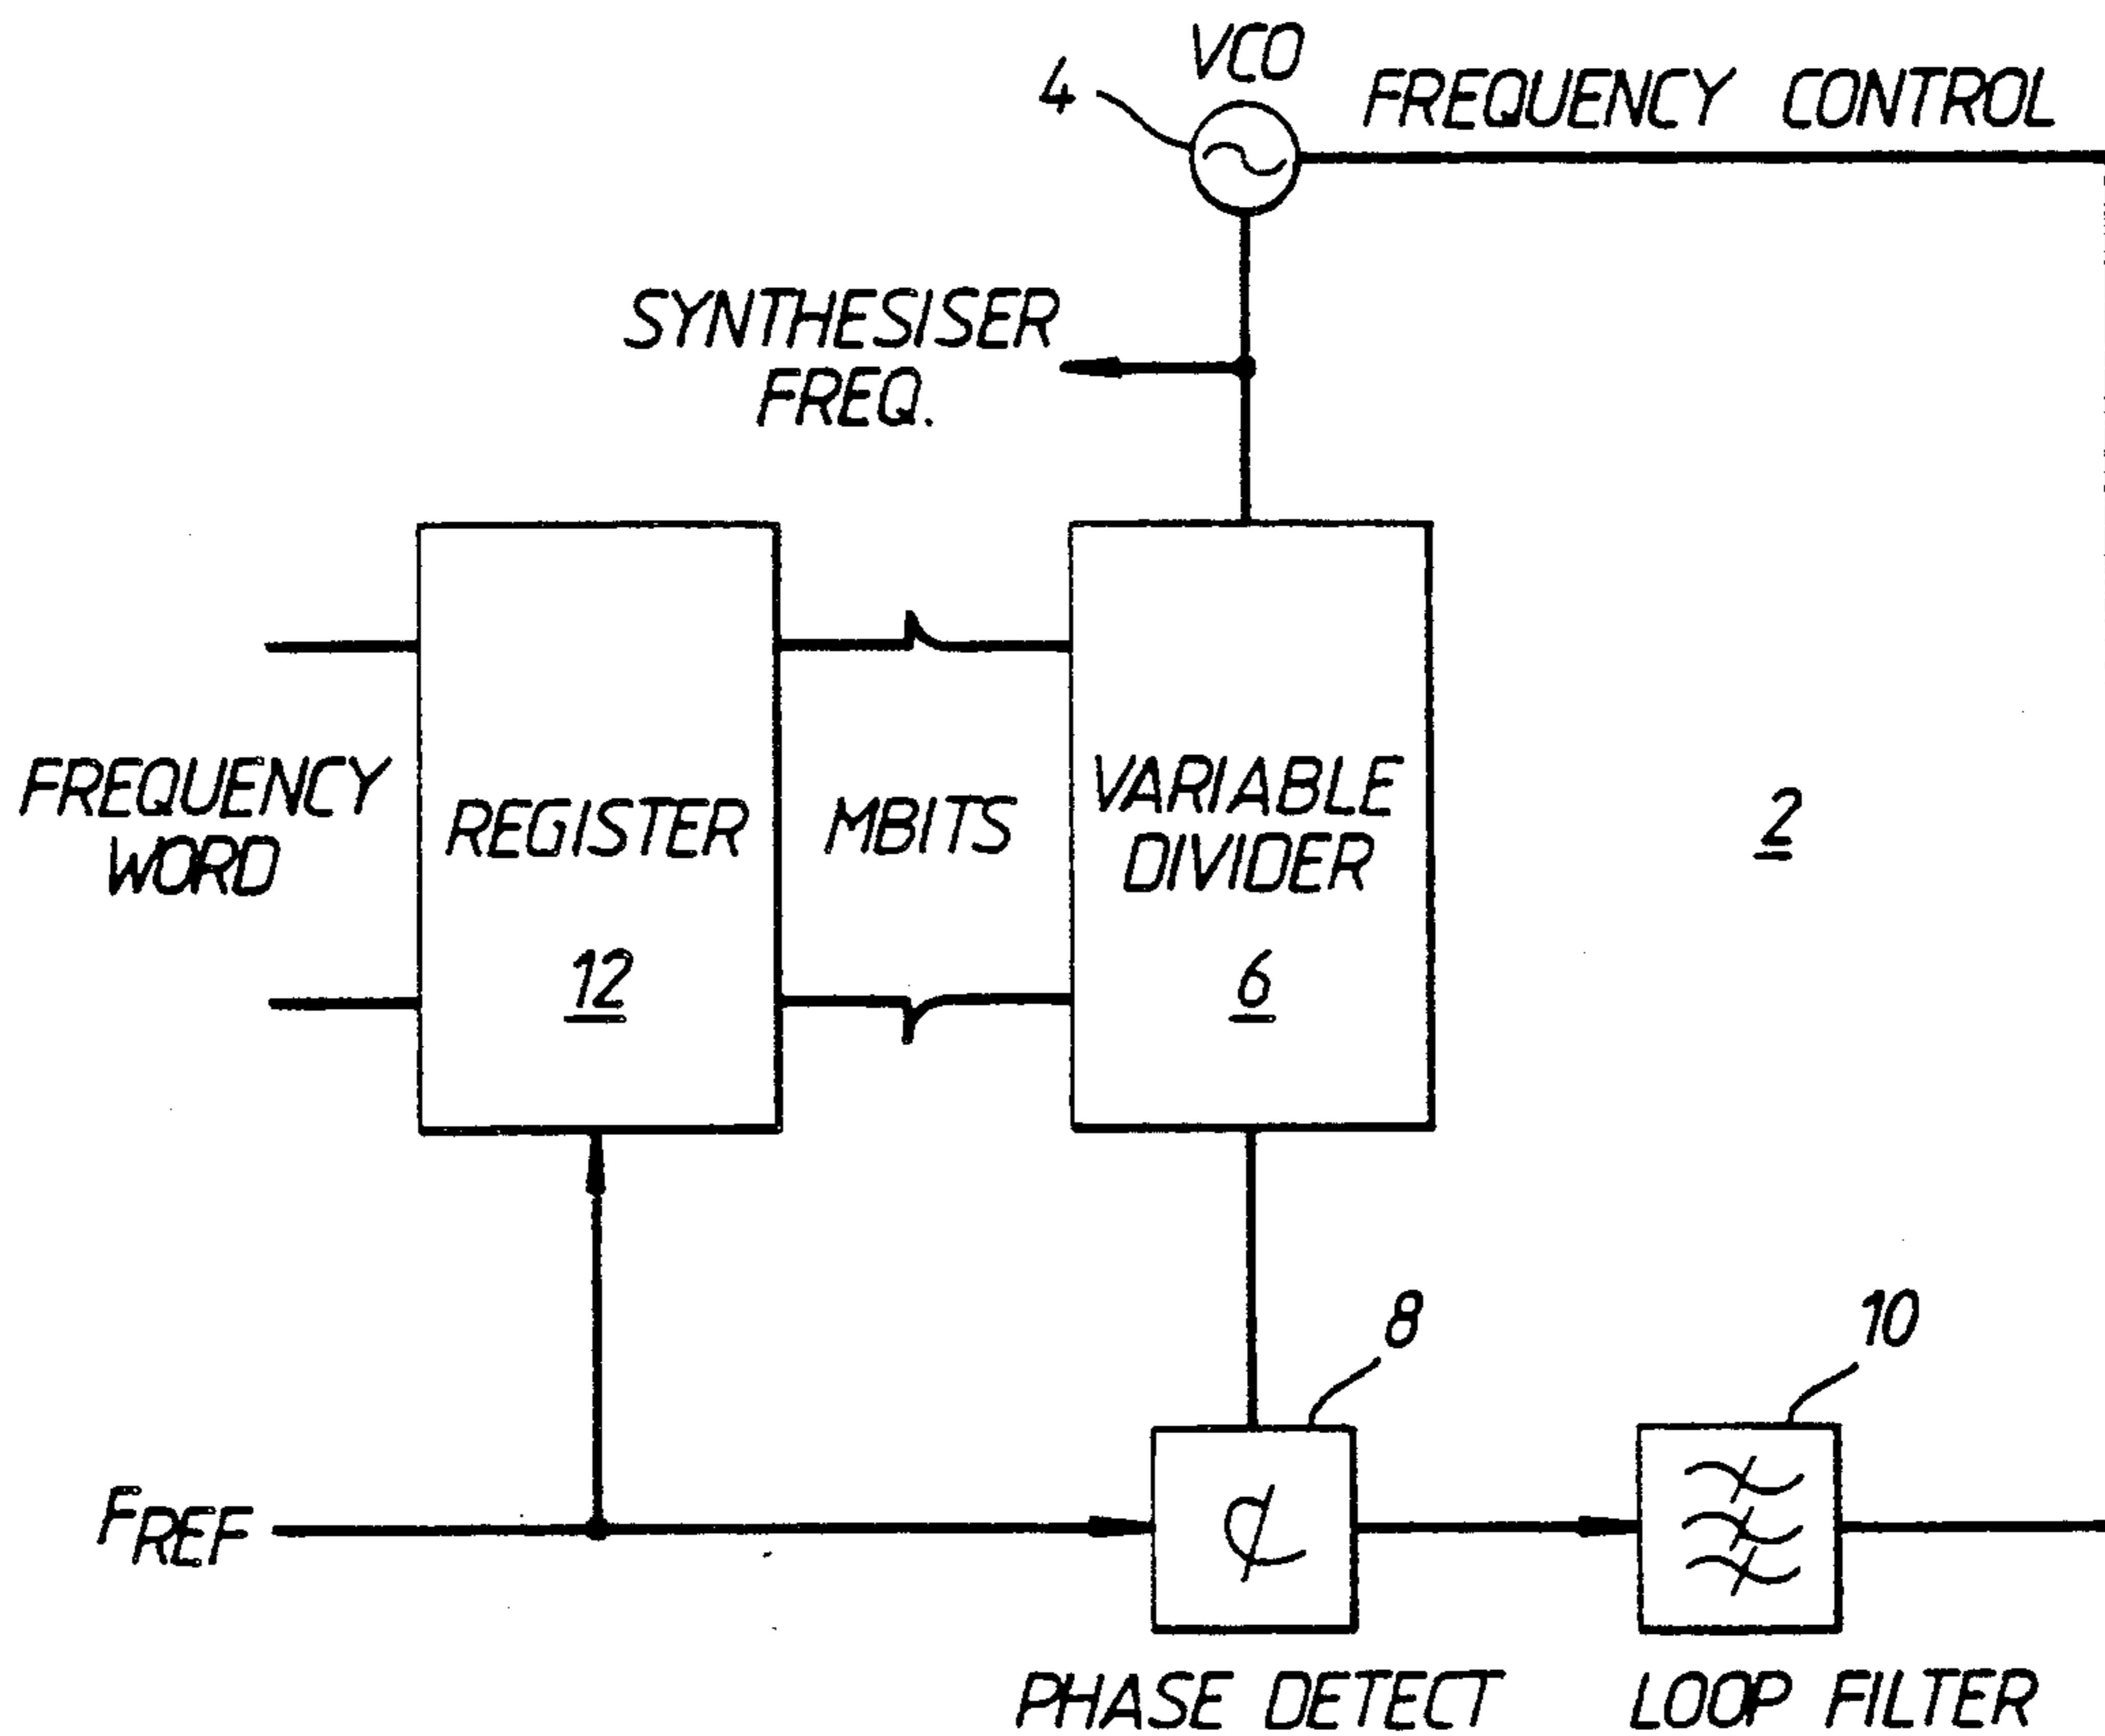 VCO
4
FREQUENCY CONTROL
SYNTHESISER
FREQ.
FREQUENCY
WORD
REGISTER
12
MBITS
VARIABLE
DIVIDER
6
2
8
10
FREF
PHASE DETECT
LOOP FILTER